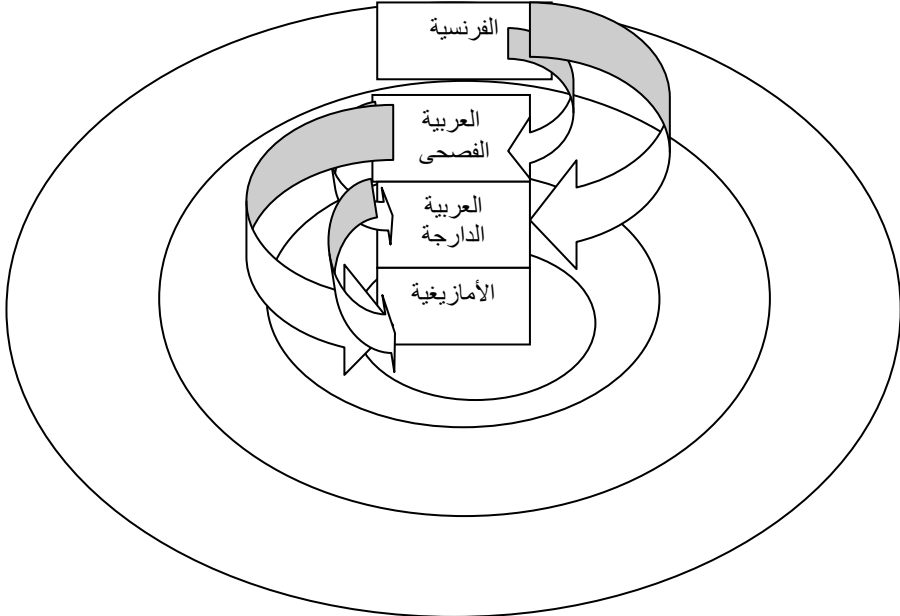 الفرنسية
العربية
الفصحى
العربية
الدارجة
الأمازيغية